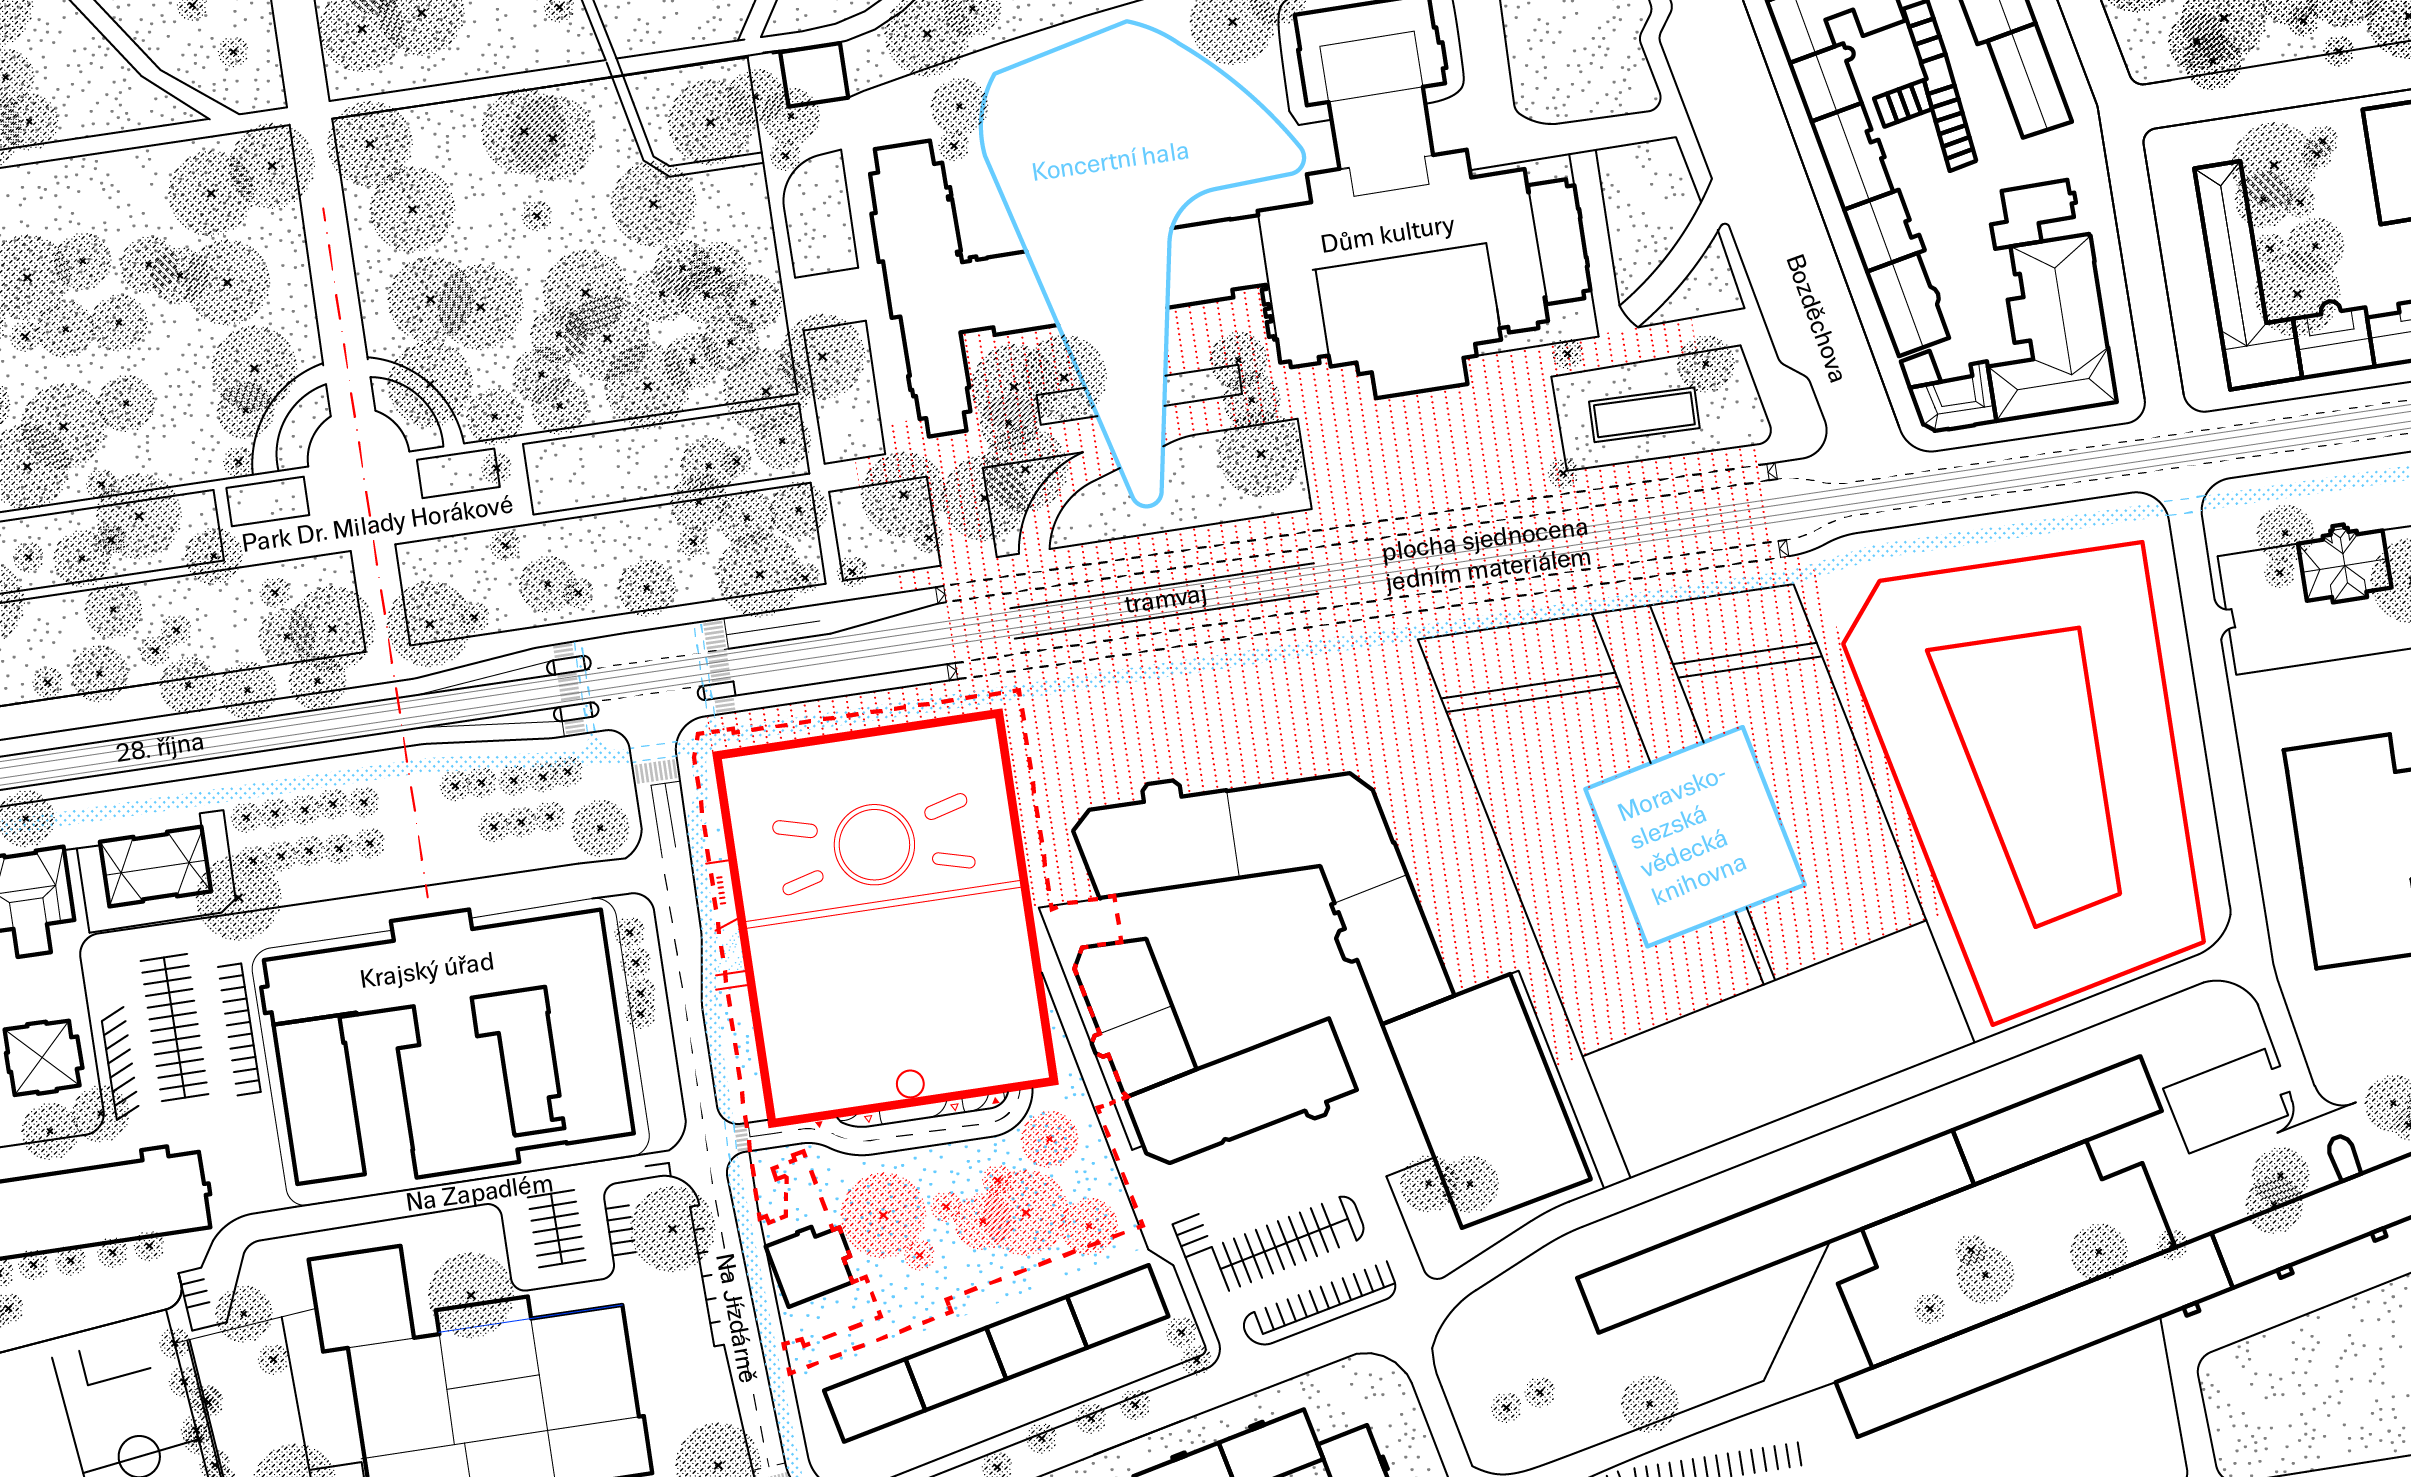 Koncertní hala
Dům kultury
Bozděchova
Park Dr. Milady Horákové
plocha sjednocena
jedním materiálem
tramvaj
28. října
Moravsko-
slezská
vědecká
knihovna
Krajský úřad
Na Zapadlém
Na Jízdárně